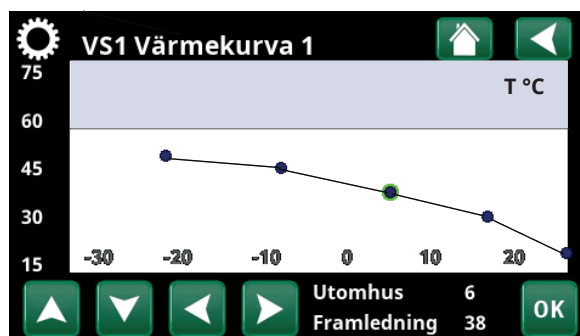 VS1 Värmekurva 1
75
T °C
60
45
30
15
-30 -20 -10 0 10 20
Utomhus 6
Framledning 38
OK